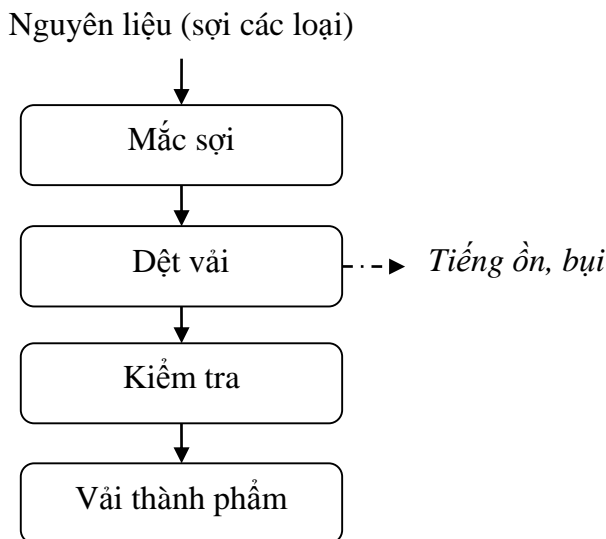 Nguyên liệu (sợi các loại)
Mắc sợi
Dệt vải
Tiếng ồn, bụi
Kiểm tra
Vải thành phẩm